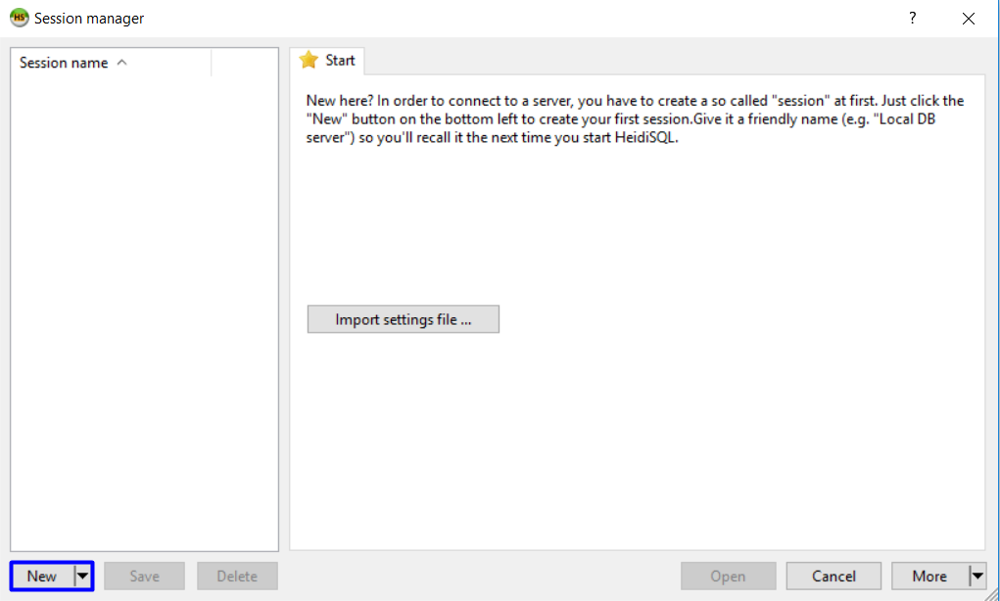 HS Session manager ?
Session name
Start
New here? In order to connect to a server, you have to create a so called "session" at first. Just click the
"New" button on the bottom left to create your first session.Give it a friendly name (e.g. "Local DB
server") so you'll recall it the next time you start HeidiSQL.
Import settings file ...
New Save Delete Open Cancel More